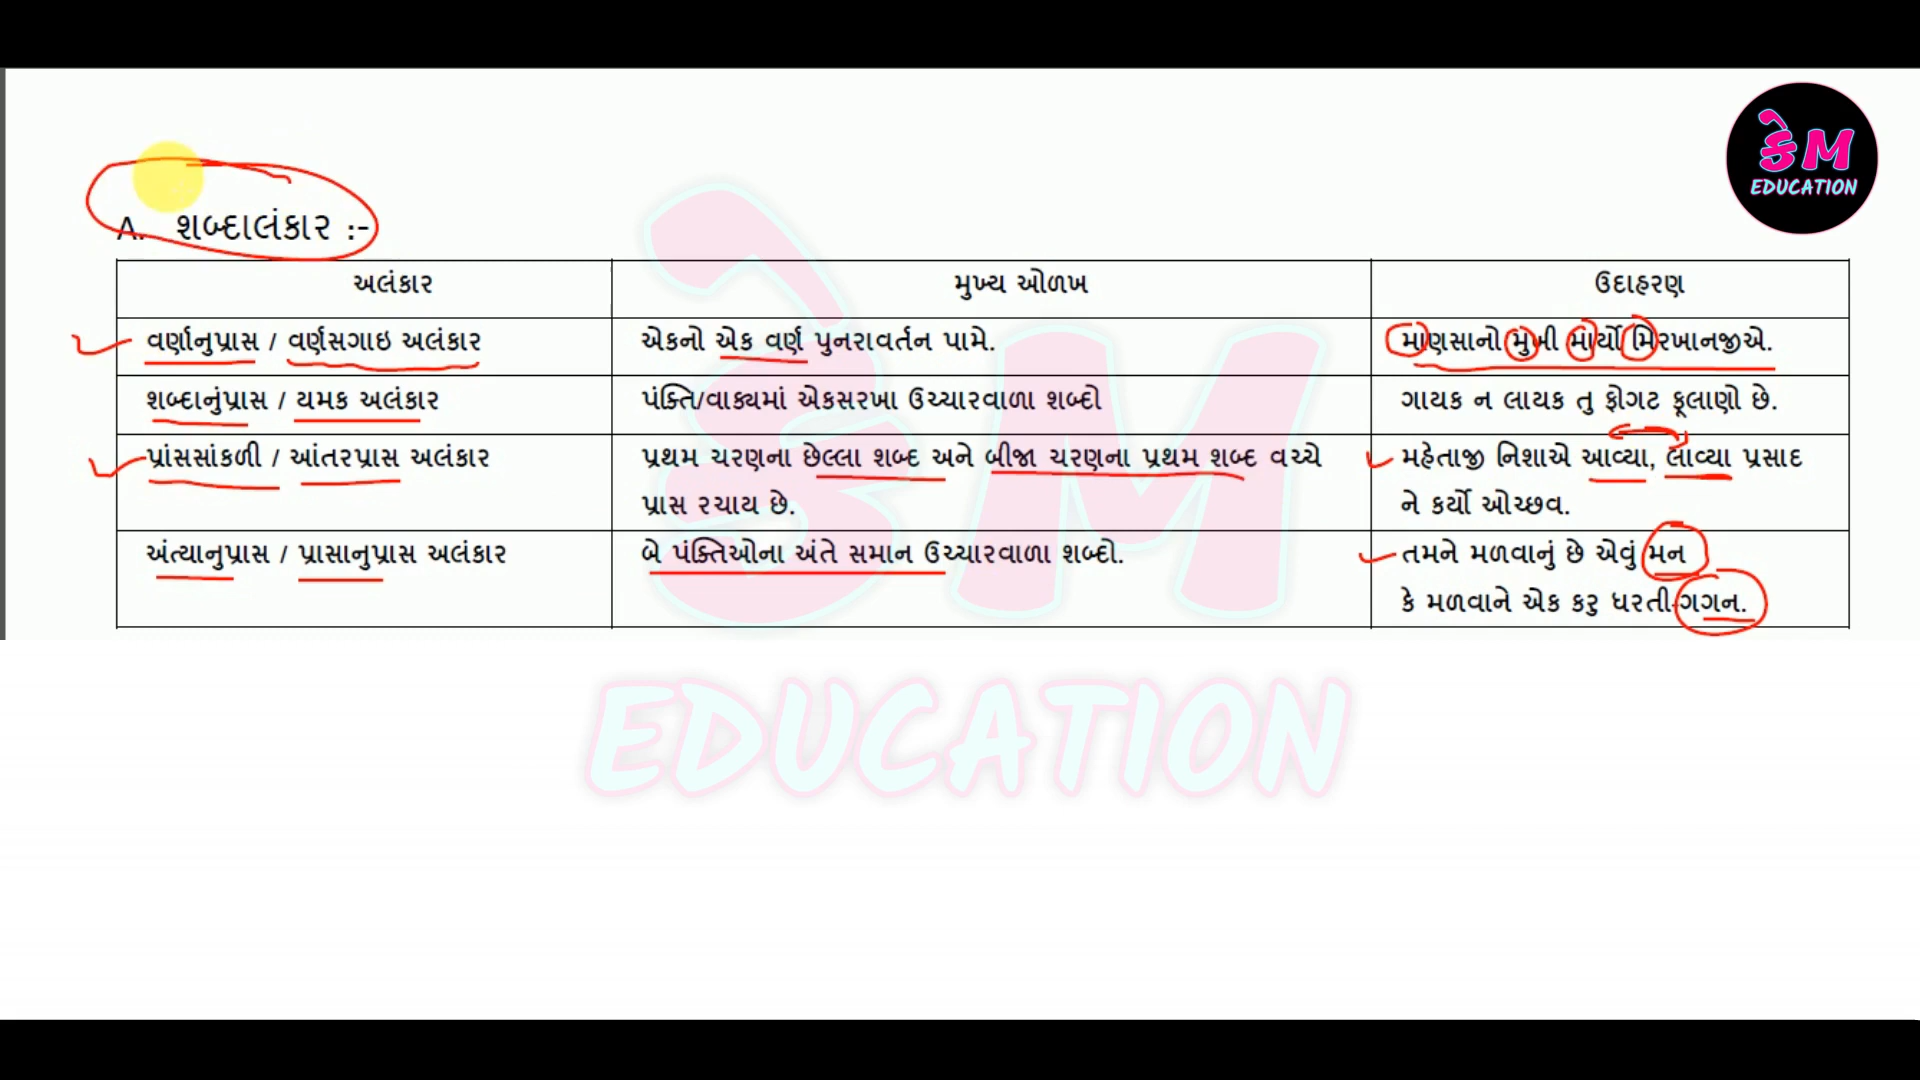 કેM
EDUCATION
A. શબ્દાલંકાર :-
અલંકાર મુખ્ય ઓળખ ઉદાહરણ
વર્ણાનુપ્રાસ / વર્ણસગાઇ અલંકાર એકનો એક વર્ણ પુનરાવર્તન પામે. માણસાનો મુખી માર્યો મિરખાનજીએ.
શબ્દાનુંપ્રાસ / યમક અલંકાર પંક્તિ/વાક્યમાં એકસરખા ઉચ્ચારવાળા શબ્દો ગાયક ન લાયક તુ ફોગટ ફૂલાણો છે.
પ્રાંસસાંકળી / આંતરપ્રાસ અલંકાર પ્રથમ ચરણના છેલ્લા શબ્દ અને બીજા ચરણના પ્રથમ શબ્દ વચ્ચે મહેતાજી નિશાએ આવ્યા, લાવ્યા પ્રસાદ
પ્રાસ રચાય છે. ને કર્યો ઓચ્છવ.
અંત્યાનુપ્રાસ / પ્રાસાનુપ્રાસ અલંકાર બે પંક્તિઓના અંતે સમાન ઉચ્ચારવાળા શબ્દો. તમને મળવાનું છે એવું મન
કે મળવાને એક કરુ ધરતી-ગગન.
કેM
EDUCATION